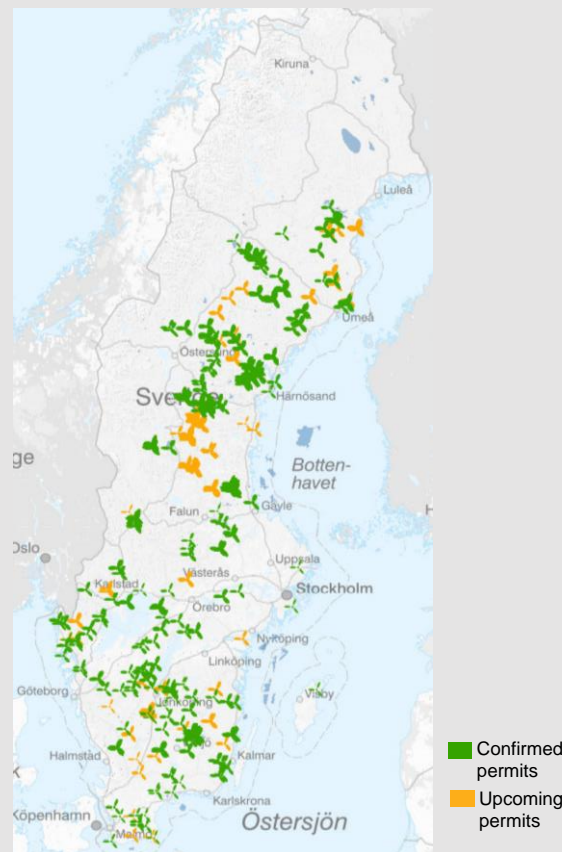 Kiruna
Luleå
Umeå
Östersund
Sverige
Härnösand
ge
Botten-
havet
Falun
Gävle
H
Oslo
Uppsala
Karlstad
Västerås
Stockholm
Örebro
Nyköping
Linköping
Göteborg
Visby
Jönköping
Confirmed
permits
Halmstad
Kalmar
k
Upcoming
permits
Karlskrona
Köpenhamn
Östersjön
Malmö